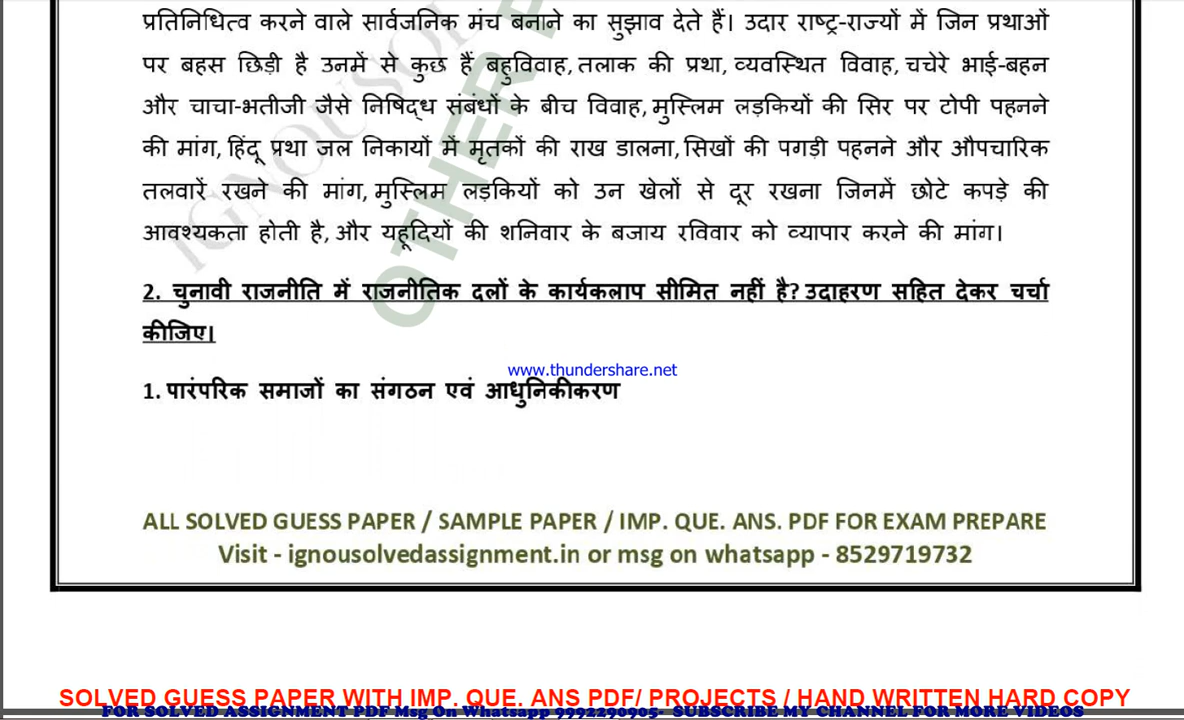 प्रतिनिधित्व करने वाले सार्वजनिक मंच बनाने का सुझाव देते हैं। उदार राष्ट्र-राज्यों में जिन प्रथाओं
पर बहस छिड़ी है उनमें से कुछ हैं बहुविवाह, तलाक की प्रथा, व्यवस्थित विवाह, चचेरे भाई-बहन
और चाचा-भतीजी जैसे निषिद्ध संबंधों के बीच विवाह, मुस्लिम लड़कियों की सिर पर टोपी पहनने
की मांग, हिंदू प्रथा जल निकायों में मृतकों की राख डालना, सिखों की पगड़ी पहनने और औपचारिक
तलवारें रखने की मांग, मुस्लिम लड़कियों को उन खेलों से दूर रखना जिनमें छोटे कपड़े की
आवश्यकता होती है, और यहूदियों की शनिवार के बजाय रविवार को व्यापार करने की मांग।
2. चुनावी राजनीति में राजनीतिक दलों के कार्यकलाप सीमित नहीं है? उदाहरण सहित देकर चर्चा
कीजिए।
www.thundershare.net
1. पारंपरिक समाजों का संगठन एवं आधुनिकीकरण
ALL SOLVED GUESS PAPER / SAMPLE PAPER / IMP. QUE. ANS. PDF FOR EXAM PREPARE
Visit - ignousolvedassignment.in or msg on whatsapp - 8529719732
SOLVED GUESS PAPER WITH IMP. QUE. ANS PDF/ PROJECTS / HAND WRITTEN HARD COPY
FOR SOLVED ASSIGNMENT PDF Msg On Whatsapp 9992290905- SUBSCRIBE MY CHANNEL FOR MORE VIDEOS
IGNOUSOL
OTHER